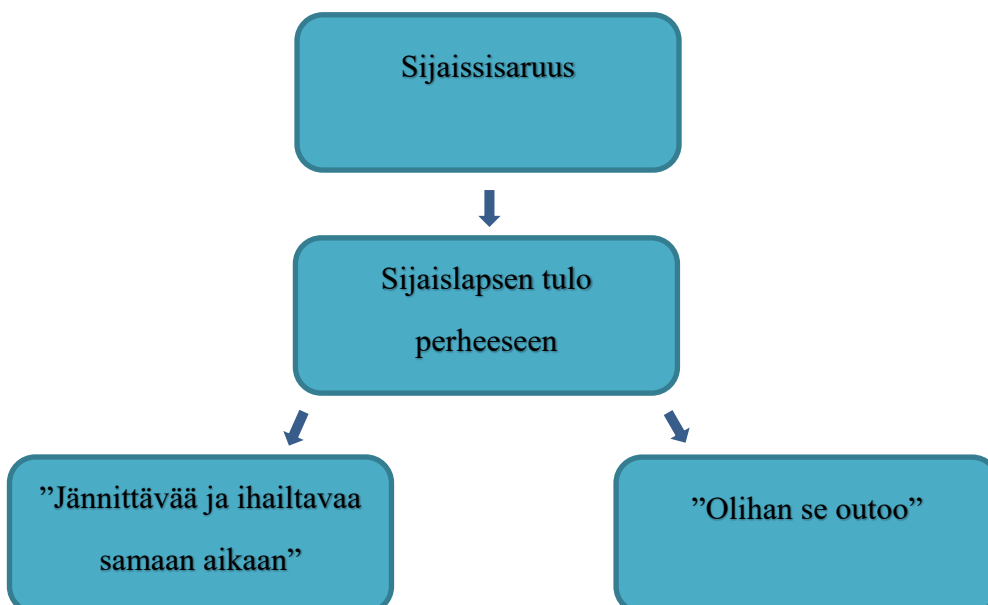 Sijaissisaruus
Sijaislapsen tulo
perheeseen
”Jännittävää ja ihailtavaa
samaan aikaan”
”Olihan se outoo”